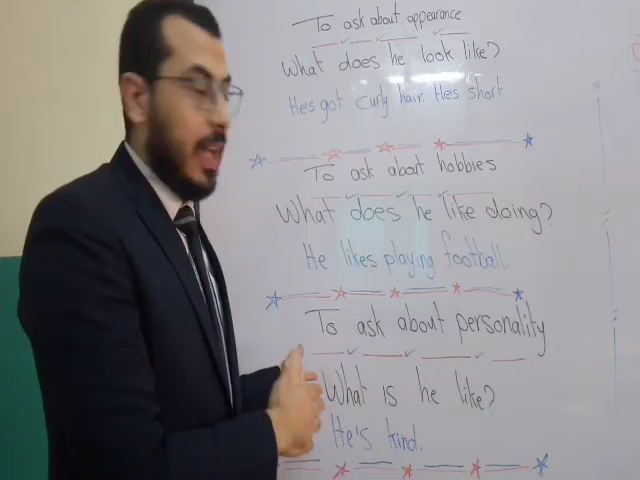 To ask about appearance
What does he look like?
He's got curly hair. He's short
To ask about hobbies
What does he like doing?
He likes playing football.
To ask about personality
What is he like?
He's kind.